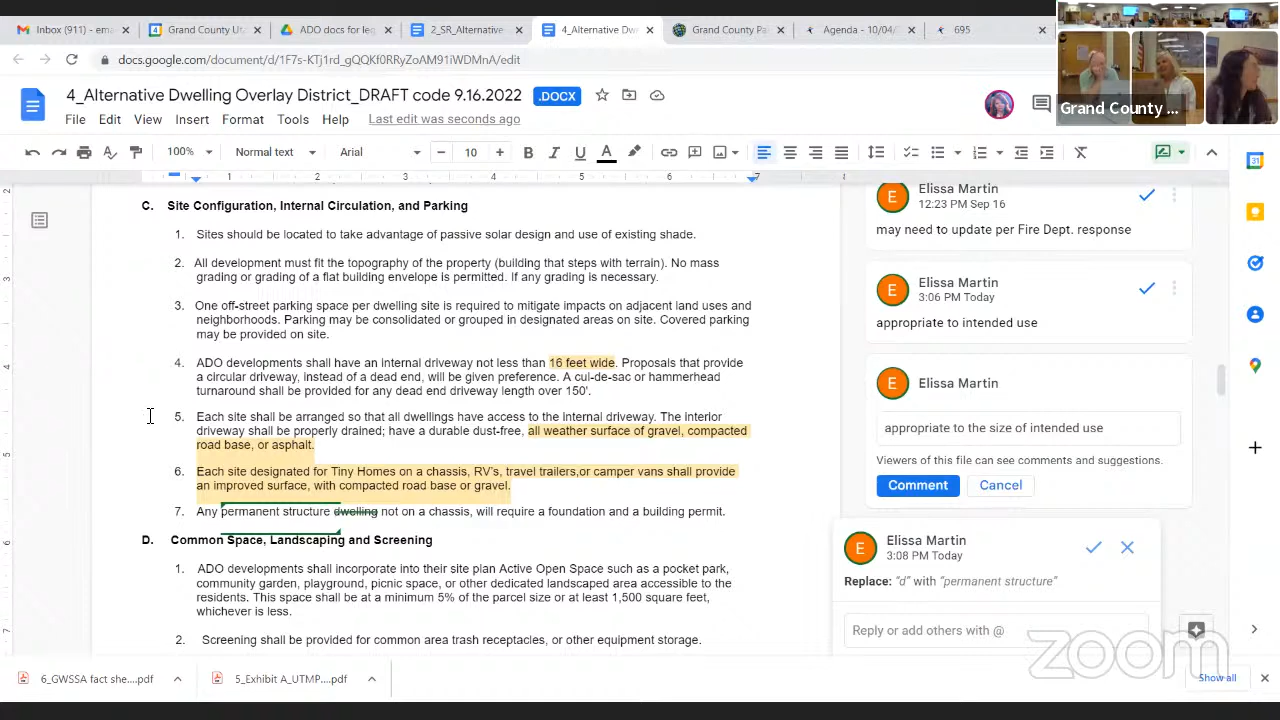 Inbox (911) - ema
Grand County Ut
ADO docs for le
2_SR_Alternative
4_Alternative Dw
Grand County Pa
Agenda - 10/04/
695
docs.google.com/document/d/1F7s-KTj1rd_gQQKf0RRyZoAM91iWDMnA/edit
4_Alternative Dwelling Overlay District_DRAFT code 9.16.2022 .DOCX
File Edit View Insert Format Tools Help Last edit was seconds ago
Grand County ...
100% Normal text Arial 10 B I U A
C. Site Configuration, Internal Circulation, and Parking
1. Sites should be located to take advantage of passive solar design and use of existing shade.
2. All development must fit the topography of the property (building that steps with terrain). No mass
grading or grading of a flat building envelope is permitted. If any grading is necessary.
3. One off-street parking space per dwelling site is required to mitigate impacts on adjacent land uses and
neighborhoods. Parking may be consolidated or grouped in designated areas on site. Covered parking
may be provided on site.
4. ADO developments shall have an internal driveway not less than 16 feet wide. Proposals that provide
a circular driveway, instead of a dead end, will be given preference. A cul-de-sac or hammerhead
turnaround shall be provided for any dead end driveway length over 150'.
5. Each site shall be arranged so that all dwellings have access to the internal driveway. The interior
driveway shall be properly drained; have a durable dust-free, all weather surface of gravel, compacted
road base, or asphalt.
6. Each site designated for Tiny Homes on a chassis, RV's, travel trailers,or camper vans shall provide
an improved surface, with compacted road base or gravel.
7. Any permanent structure dwelling not on a chassis, will require a foundation and a building permit.
D. Common Space, Landscaping and Screening
1. ADO developments shall incorporate into their site plan Active Open Space such as a pocket park,
community garden, playground, picnic space, or other dedicated landscaped area accessible to the
residents. This space shall be at a minimum 5% of the parcel size or at least 1,500 square feet,
whichever is less.
2. Screening shall be provided for common area trash receptacles, or other equipment storage.
Elissa Martin
12:23 PM Sep 16
may need to update per Fire Dept. response
E Elissa Martin
3:06 PM Today
appropriate to intended use
E Elissa Martin
appropriate to the size of intended use
Viewers of this file can see comments and suggestions.
Comment Cancel
E Elissa Martin
3:08 PM Today
Replace: "d" with "permanent structure"
Reply or add others with @
zoom
6_GWSSA fact she....pdf
5_Exhibit A_UTMP....pdf
Show all